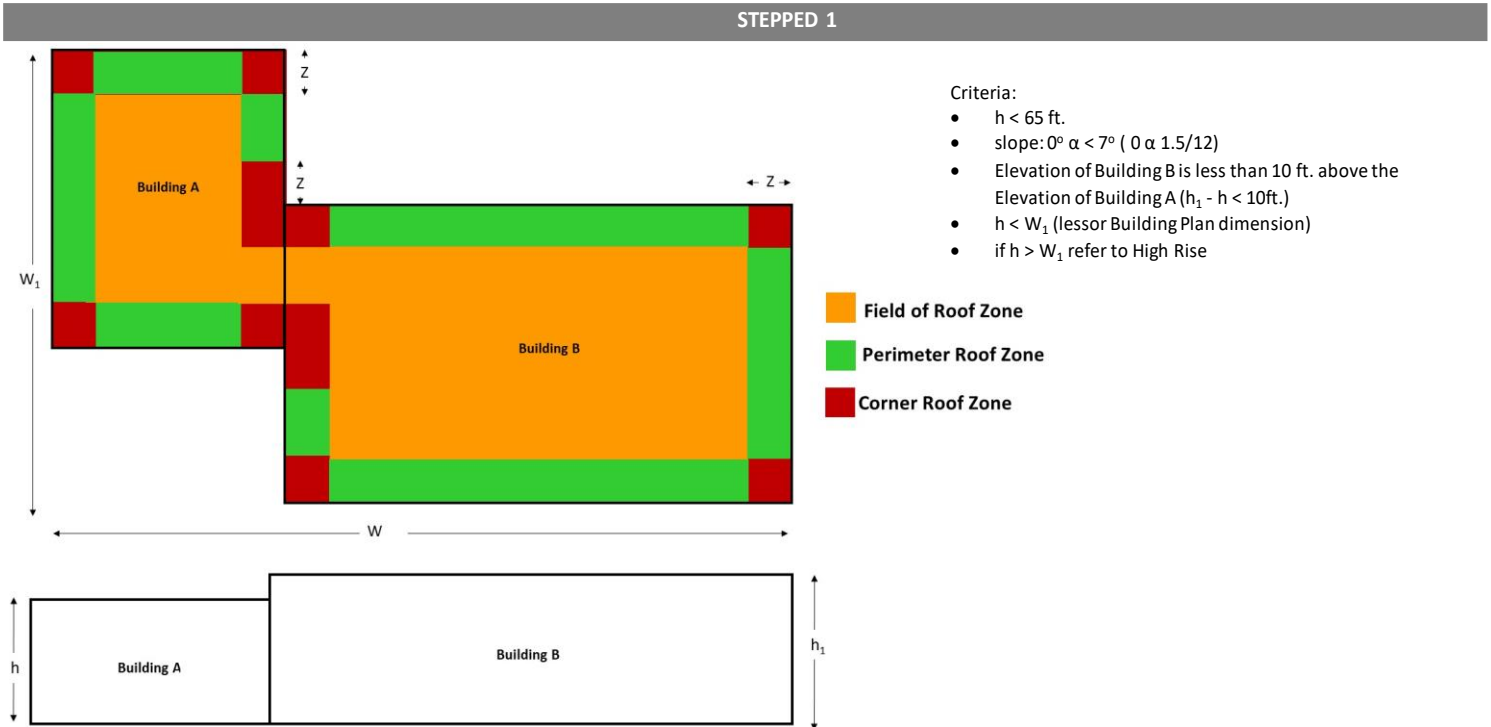 STEPPED 1
Z
Z
Z
Building A
W₁
Building B
W
Criteria:
• h < 65 ft.
• slope: 0° α < 7° ( 0 α 1.5/12)
• Elevation of Building B is less than 10 ft. above the
Elevation of Building A (h₁ - h < 10ft.)
• h < W₁ (lessor Building Plan dimension)
• if h > W₁ refer to High Rise
Field of Roof Zone
Perimeter Roof Zone
Corner Roof Zone
h
Building A
Building B
h₁